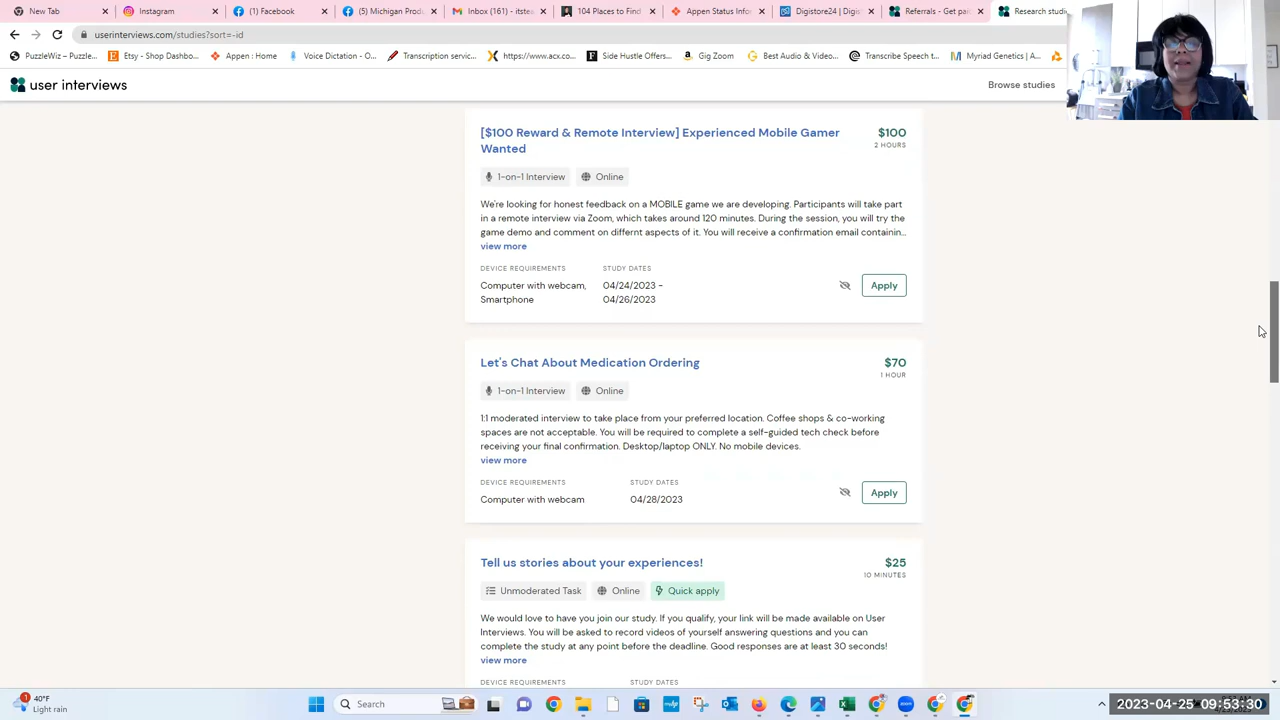 New Tab
Instagram
(1) Facebook
(5) Michigan Produ
Gmail Inbox (161) - itstee
104 Places to Find
Appen Status Infor
Digistore24 | Digi
Referrals - Get pai
Research studi
userinterviews.com/studies?sort=-id
PuzzleWiz – Puzzle...
Etsy - Shop Dashbo...
Appen : Home
Voice Dictation - O...
Transcription servic...
https://www.acx.co...
Side Hustle Offers...
Gig Zoom
Best Audio & Video...
Transcribe Speech t...
Myriad Genetics | A...
user interviews
Browse studies
[$100 Reward & Remote Interview] Experienced Mobile Gamer
Wanted
$100
2 HOURS
1-on-1 Interview
Online
We're looking for honest feedback on a MOBILE game we are developing. Participants will take part
in a remote interview via Zoom, which takes around 120 minutes. During the session, you will try the
game demo and comment on differnt aspects of it. You will receive a confirmation email containin...
view more
DEVICE REQUIREMENTS
Computer with webcam,
Smartphone
STUDY DATES
04/24/2023 -
04/26/2023
Apply
Let's Chat About Medication Ordering
$70
1 HOUR
1-on-1 Interview
Online
1:1 moderated interview to take place from your preferred location. Coffee shops & co-working
spaces are not acceptable. You will be required to complete a self-guided tech check before
receiving your final confirmation. Desktop/laptop ONLY. No mobile devices.
view more
DEVICE REQUIREMENTS
Computer with webcam
STUDY DATES
04/28/2023
Apply
Tell us stories about your experiences!
$25
10 MINUTES
Unmoderated Task
Online
Quick apply
We would love to have you join our study. If you qualify, your link will be made available on User
Interviews. You will be asked to record videos of yourself answering questions and you can
complete the study at any point before the deadline. Good responses are at least 30 seconds!
view more
DEVICE REQUIREMENTS
STUDY DATES
1
40°F
Light rain
Search
2023-04-25 09:53:30